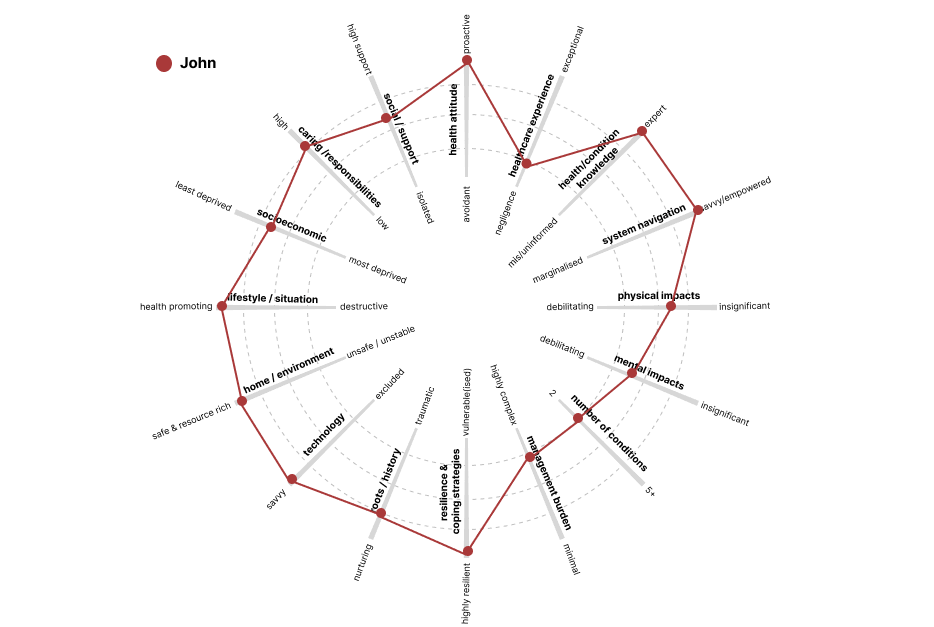 John
proactive
health attitude
avoidant
exceptional
healthcare experience
negligence
expert
health/condition
knowledge
mis/uninformed
savvy/empowered
system navigation
marginalised
insignificant
physical impacts
debilitating
debilitating
mental impacts
insignificant
2
number of conditions
5+
highly complex
management burden
minimal
vulnerable(ised)
resilience &
coping strategies
highly resilient
traumatic
roots / history
nurturing
excluded
technology
savvy
unsafe / unstable
home / environment
safe & resource rich
health promoting
lifestyle / situation
destructive
least deprived
socioeconomic
most deprived
high
caring /responsibilities
low
high support
social / support
isolated